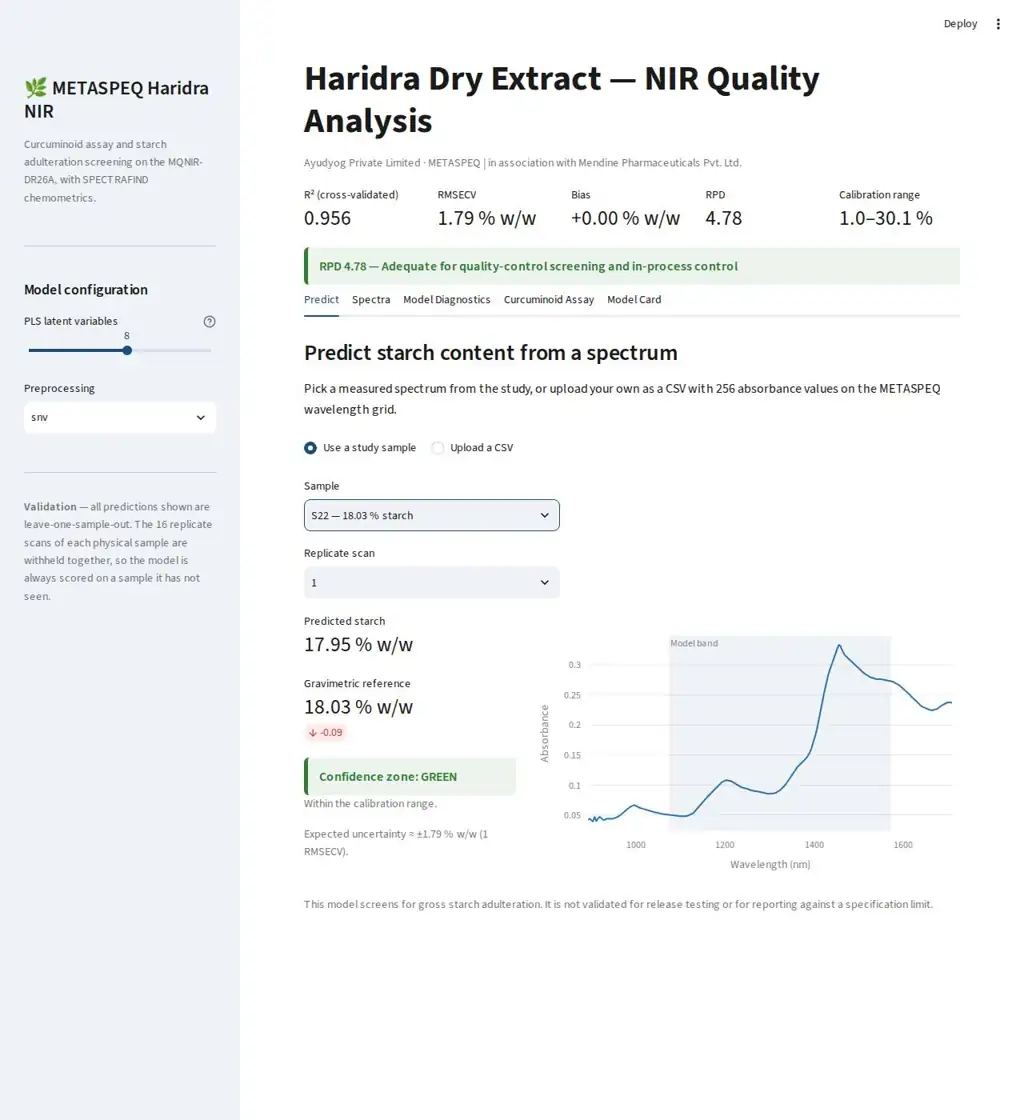 Deploy
🌿 METASPEQ Haridra
NIR
Curcuminoid assay and starch
adulteration screening on the MQNIR-
DR26A, with SPECTRAFIND
chemometrics.
Model configuration
PLS latent variables
8
Preprocessing
snv
Validation — all predictions shown are
leave-one-sample-out. The 16 replicate
scans of each physical sample are
withheld together, so the model is
always scored on a sample it has not
seen.
Haridra Dry Extract — NIR Quality
Analysis
Ayudyog Private Limited · METASPEQ | in association with Mendine Pharmaceuticals Pvt. Ltd.
R² (cross-validated) RMSECV Bias RPD Calibration range
0.956 1.79 % w/w +0.00 % w/w 4.78 1.0–30.1 %
RPD 4.78 — Adequate for quality-control screening and in-process control
Predict Spectra Model Diagnostics Curcuminoid Assay Model Card
Predict starch content from a spectrum
Pick a measured spectrum from the study, or upload your own as a CSV with 256 absorbance values on the METASPEQ
wavelength grid.
Use a study sample Upload a CSV
Sample
S22 — 18.03 % starch
Replicate scan
1
Predicted starch
17.95 % w/w
Gravimetric reference
18.03 % w/w
↓ -0.09
Confidence zone: GREEN
Within the calibration range.
Expected uncertainty ≈ ±1.79 % w/w (1
RMSECV).
Model band
0.3
0.25
0.2
0.15
0.1
0.05
Absorbance
1000 1200 1400 1600
Wavelength (nm)
This model screens for gross starch adulteration. It is not validated for release testing or for reporting against a specification limit.